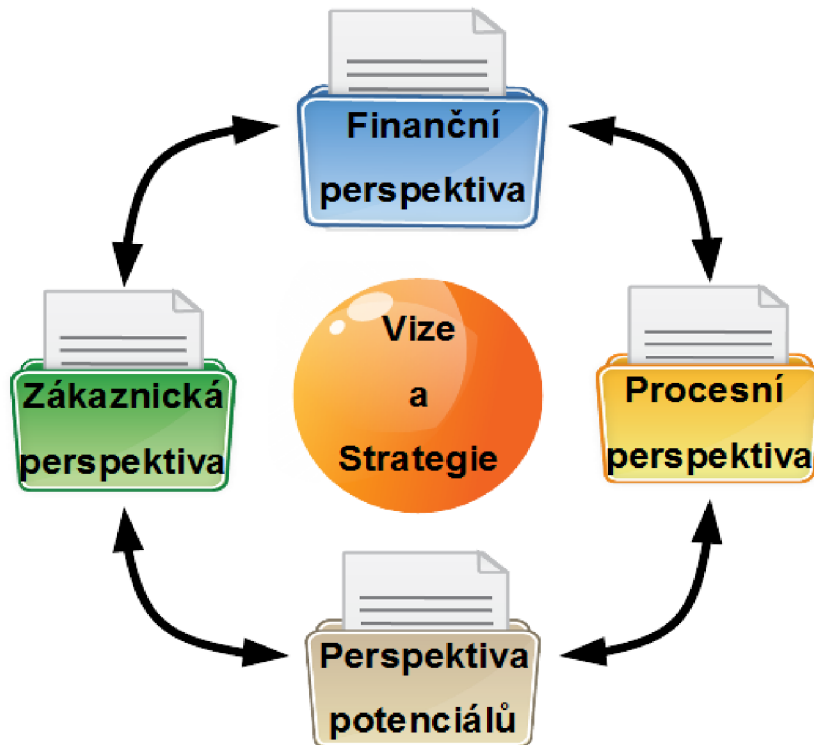 Finanční
perspektiva
Zákaznická
perspektiva
Vize
a
Strategie
Procesní
perspektiva
Perspektiva
potenciálů